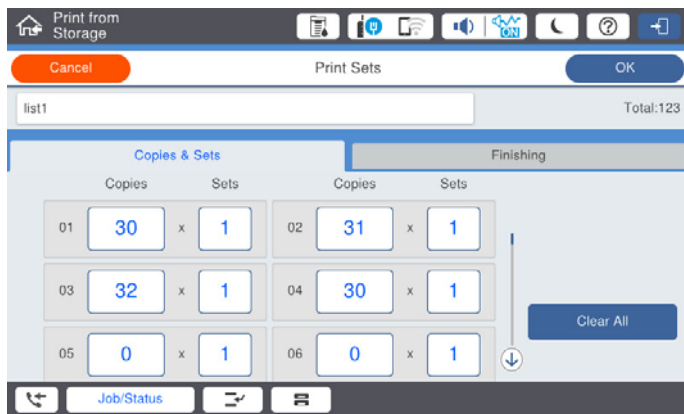 Print from
Storage
ON
Cancel
Print Sets
OK
list1
Total:123
Copies & Sets
Finishing
Copies Sets Copies Sets
01 30 x 1 02 31 x 1
03 32 x 1 04 30 x 1
Clear All
05 0 x 1 06 0 x 1
Job/Status